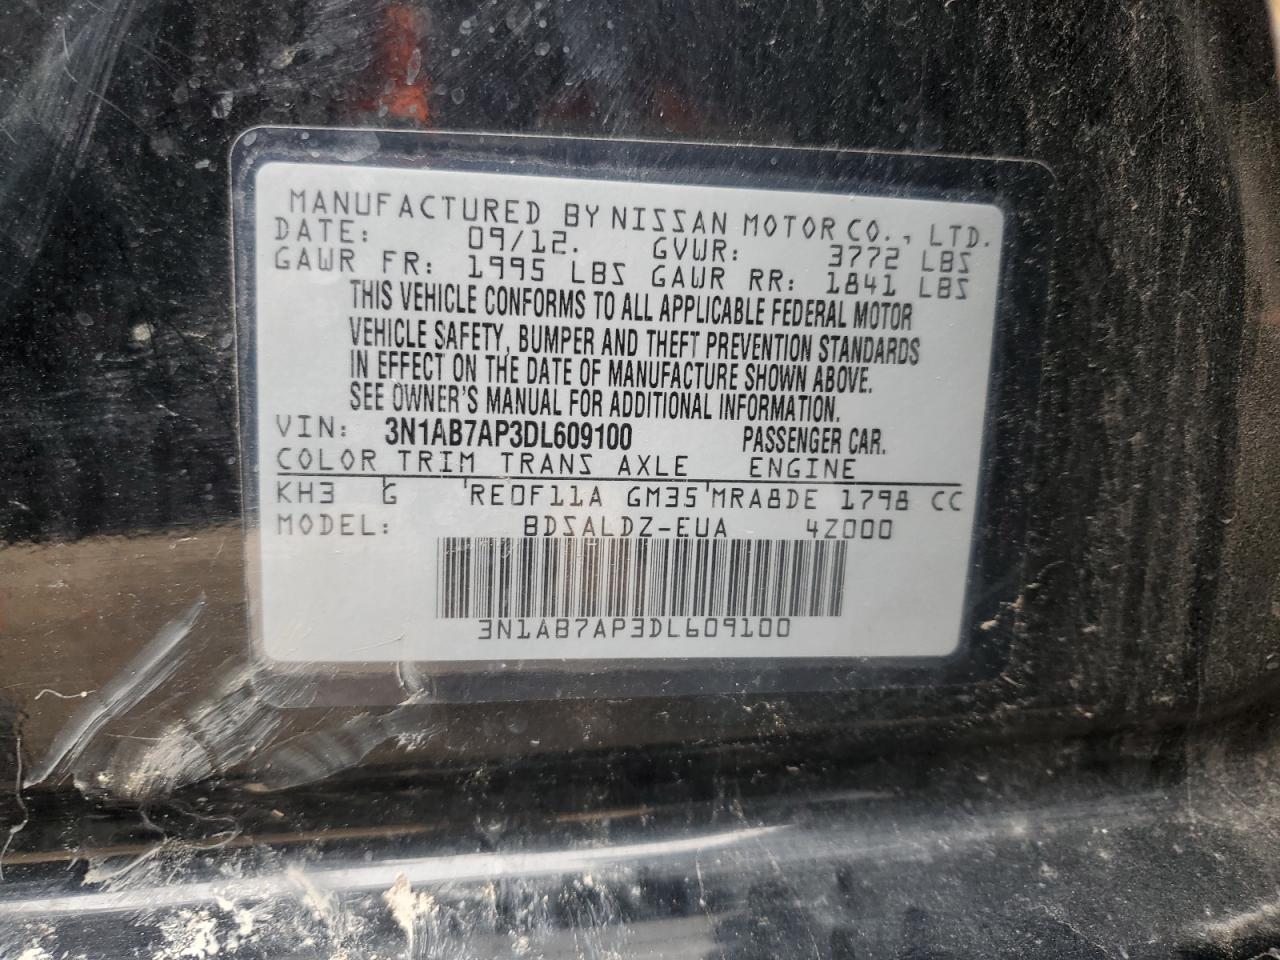 MANUFACTURED BY NISSAN MOTOR CO., LTD.
DATE: 09/12. GVWR: 3772 LBS
GAWR FR: 1995 LBS GAWR RR: 1841 LBS
THIS VEHICLE CONFORMS TO ALL APPLICABLE FEDERAL MOTOR
VEHICLE SAFETY, BUMPER AND THEFT PREVENTION STANDARDS
IN EFFECT ON THE DATE OF MANUFACTURE SHOWN ABOVE.
SEE OWNER'S MANUAL FOR ADDITIONAL INFORMATION.
VIN: 3N1AB7AP3DL609100 PASSENGER CAR.
COLOR TRIM TRANS AXLE ENGINE
KH3 G RE0F11A GM35 MRA8DE 1798 CC
MODEL: BDSALDZ-EUA 4Z000
3N1AB7AP3DL609100